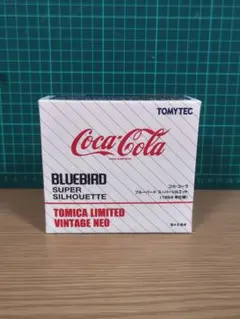 TOMYTEC
Coca-Cola
BLUEBIRD
SUPER
SILHOUETTE
コカ・コーラ
ブルーバード スーパーシルエット
TOMICA LIMITED
VINTAGE NEO